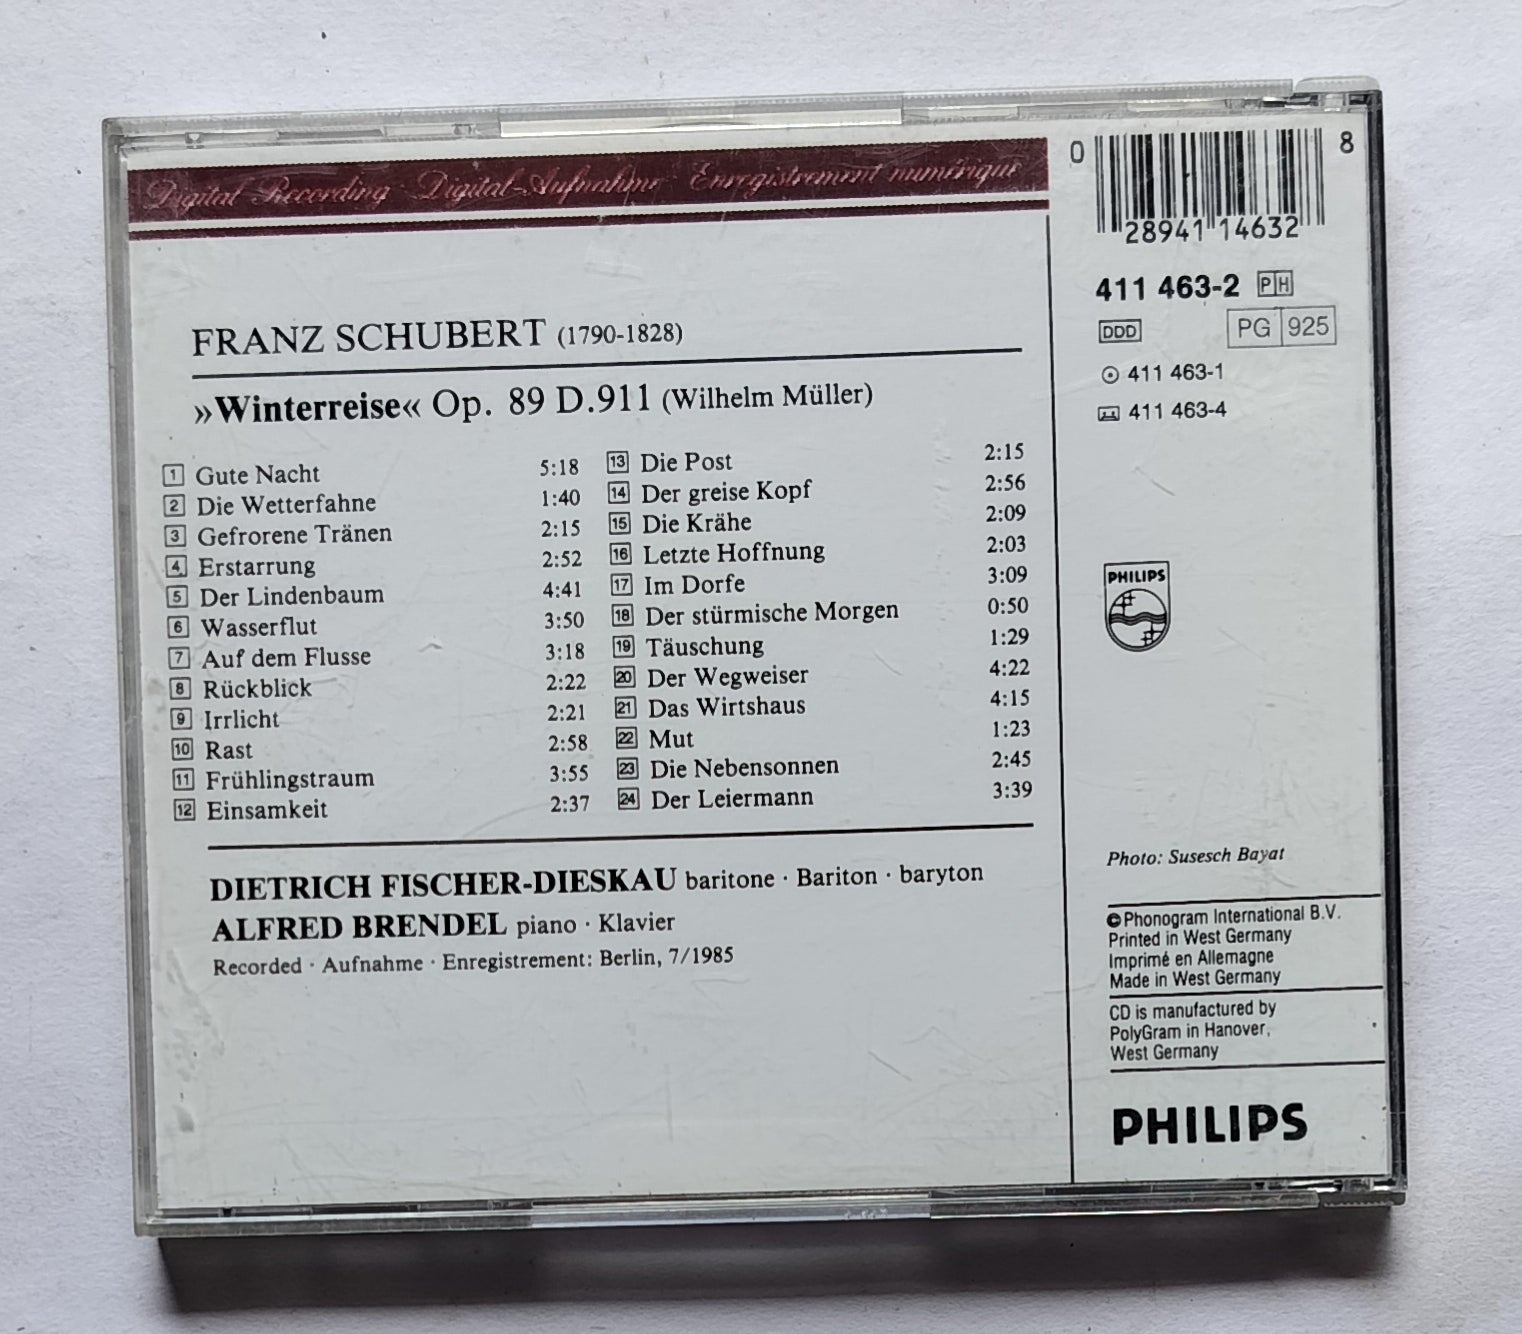 Digital Recording Digital-Aufnahme Enregistrement numérique
0 28941 14632 8
411 463-2 PH
DDD PG 925
411 463-1
411 463-4
FRANZ SCHUBERT (1790-1828)
»Winterreise« Op. 89 D.911 (Wilhelm Müller)
1 Gute Nacht 5:18
2 Die Wetterfahne 1:40
3 Gefrorene Tränen 2:15
4 Erstarrung 2:52
5 Der Lindenbaum 4:41
6 Wasserflut 3:50
7 Auf dem Flusse 3:18
8 Rückblick 2:22
9 Irrlicht 2:21
10 Rast 2:58
11 Frühlingstraum 3:55
12 Einsamkeit 2:37
13 Die Post 2:15
14 Der greise Kopf 2:56
15 Die Krähe 2:09
16 Letzte Hoffnung 2:03
17 Im Dorfe 3:09
18 Der stürmische Morgen 0:50
19 Täuschung 1:29
20 Der Wegweiser 4:22
21 Das Wirtshaus 4:15
22 Mut 1:23
23 Die Nebensonnen 2:45
24 Der Leiermann 3:39
DIETRICH FISCHER-DIESKAU baritone · Bariton · baryton
ALFRED BRENDEL piano · Klavier
Recorded · Aufnahme · Enregistrement: Berlin, 7/1985
PHILIPS
Photo: Susesch Bayat
© Phonogram International B.V.
Printed in West Germany
Imprimé en Allemagne
Made in West Germany
CD is manufactured by
PolyGram in Hanover,
West Germany
PHILIPS